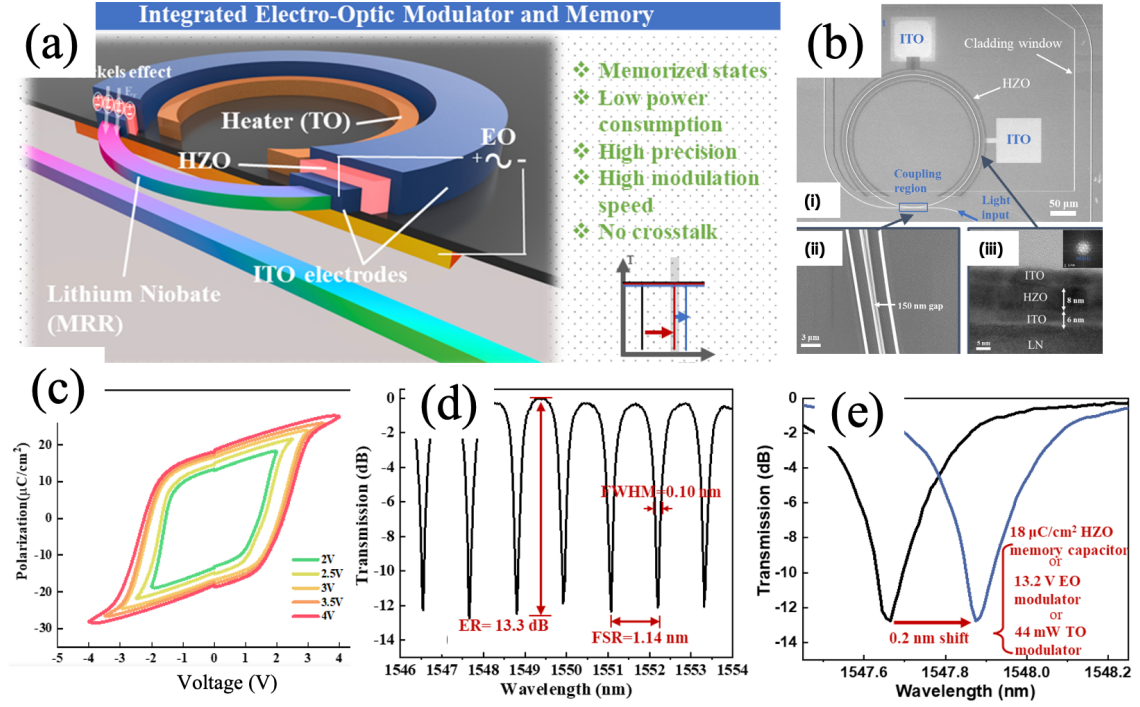 Integrated Electro-Optic Modulator and Memory
(a)
ckels effect
Heater (TO)
HZO
EO
+
-
ITO electrodes
Lithium Niobate
(MRR)
Memorized states
Low power
consumption
High precision
High modulation
speed
No crosstalk
T
(b)
ITO
Cladding window
HZO
ITO
Coupling
region
Light
input
(i)
50 μm
(ii)
150 nm gap
3 μm
(iii)
ITO
HZO
8 nm
ITO
6 nm
5 nm
LN
(c)
Polarization(μC/cm²)
20
10
0
-10
-20
-30
2V
2.5V
3V
3.5V
4V
-5 -4 -3 -2 -1 0 1 2 3 4
Voltage (V)
(d)
Transmission (dB)
0
-2
-4
-6
-8
-10
-12
-14
FWHM=0.10 nm
ER= 13.3 dB
FSR=1.14 nm
1546 1547 1548 1549 1550 1551 1552 1553 1554
Wavelength (nm)
(e)
Transmission (dB)
0
-2
-4
-6
-8
-10
-12
-14
18 μC/cm² HZO
memory capacitor
or
13.2 V EO
modulator
or
44 mW TO
modulator
0.2 nm shift
1547.6 1547.8 1548.0 1548.2
Wavelength (nm)